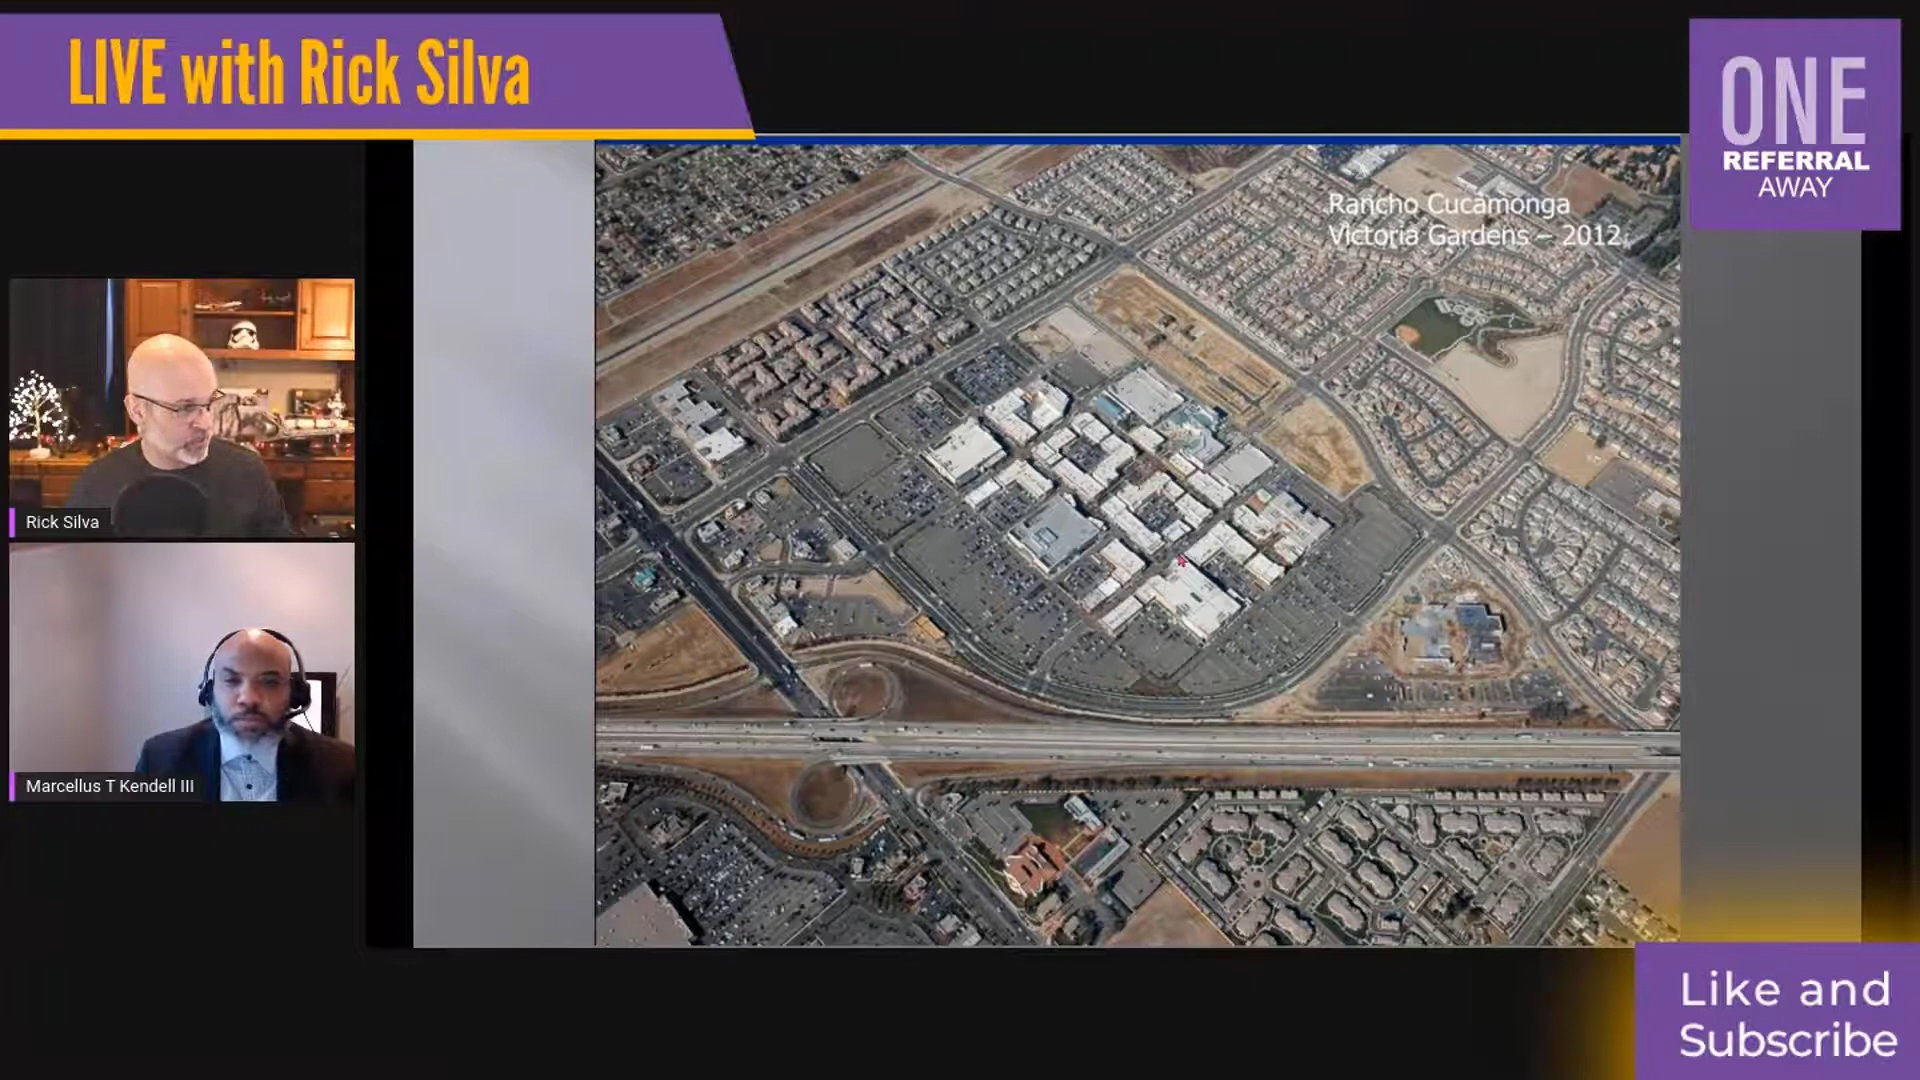 LIVE with Rick Silva
ONE
REFERRAL
AWAY
Rancho Cucamonga
Victoria Gardens – 2012
Rick Silva
Marcellus T Kendell III
Like and
Subscribe